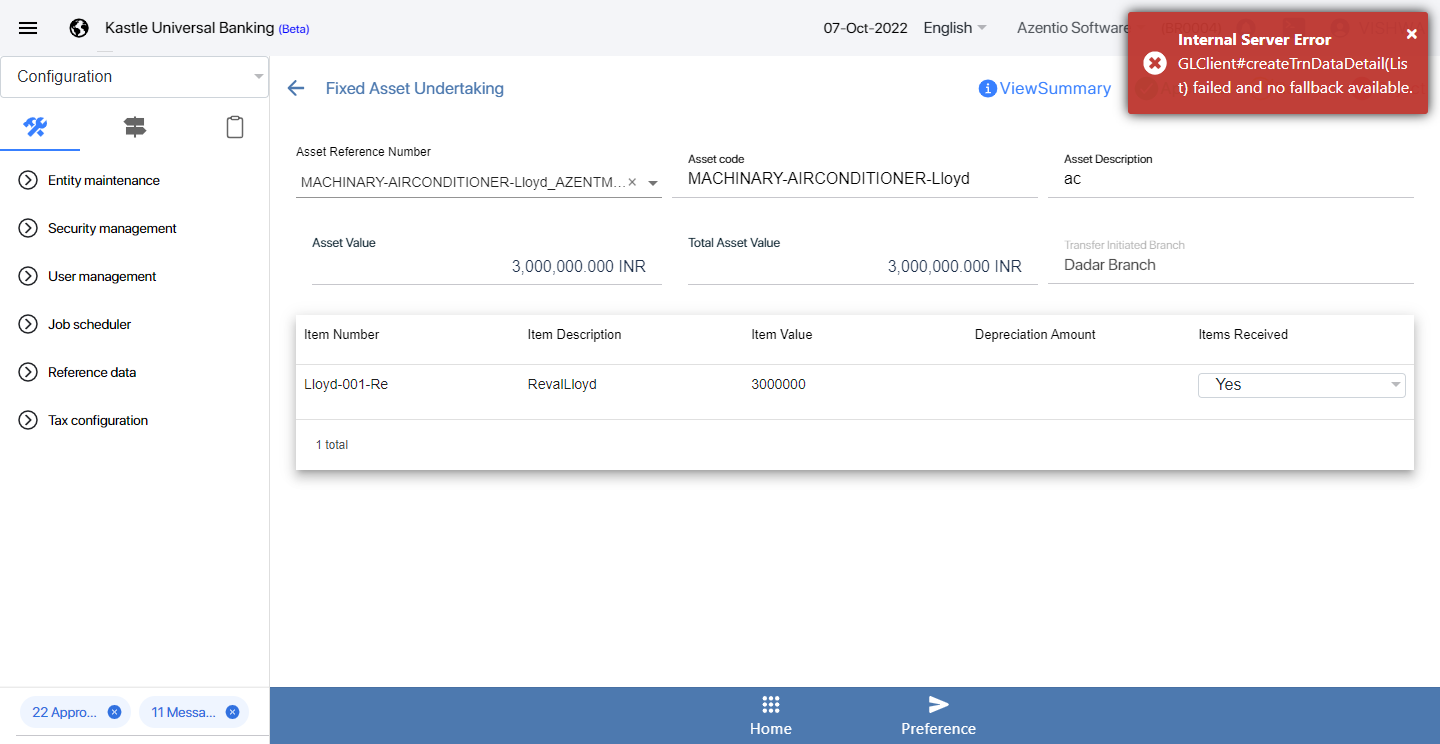 Kastle Universal Banking (Beta)
07-Oct-2022
English
Azentio Software
Internal Server Error
GLClient#createTrnDataDetail(Lis
t) failed and no fallback available.
Configuration
Fixed Asset Undertaking
ViewSummary
Entity maintenance
Security management
User management
Job scheduler
Reference data
Tax configuration
Asset Reference Number
MACHINARY-AIRCONDITIONER-Lloyd_AZENTM...
Asset code
MACHINARY-AIRCONDITIONER-Lloyd
Asset Description
ac
Asset Value
3,000,000.000 INR
Total Asset Value
3,000,000.000 INR
Transfer Initiated Branch
Dadar Branch
Item Number Item Description Item Value Depreciation Amount Items Received
Lloyd-001-Re RevalLloyd 3000000 Yes
1 total
22 Appro...
11 Messa...
Home
Preference